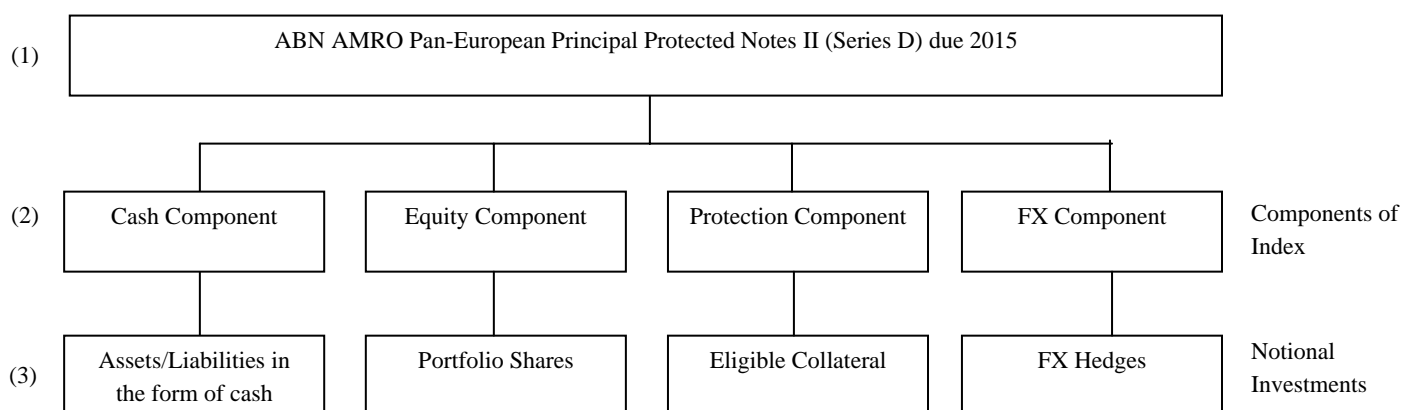 (1)
ABN AMRO Pan-European Principal Protected Notes II (Series D) due 2015
(2)
Cash Component
Equity Component
Protection Component
FX Component
Components of
Index
(3)
Assets/Liabilities in
the form of cash
Portfolio Shares
Eligible Collateral
FX Hedges
Notional
Investments